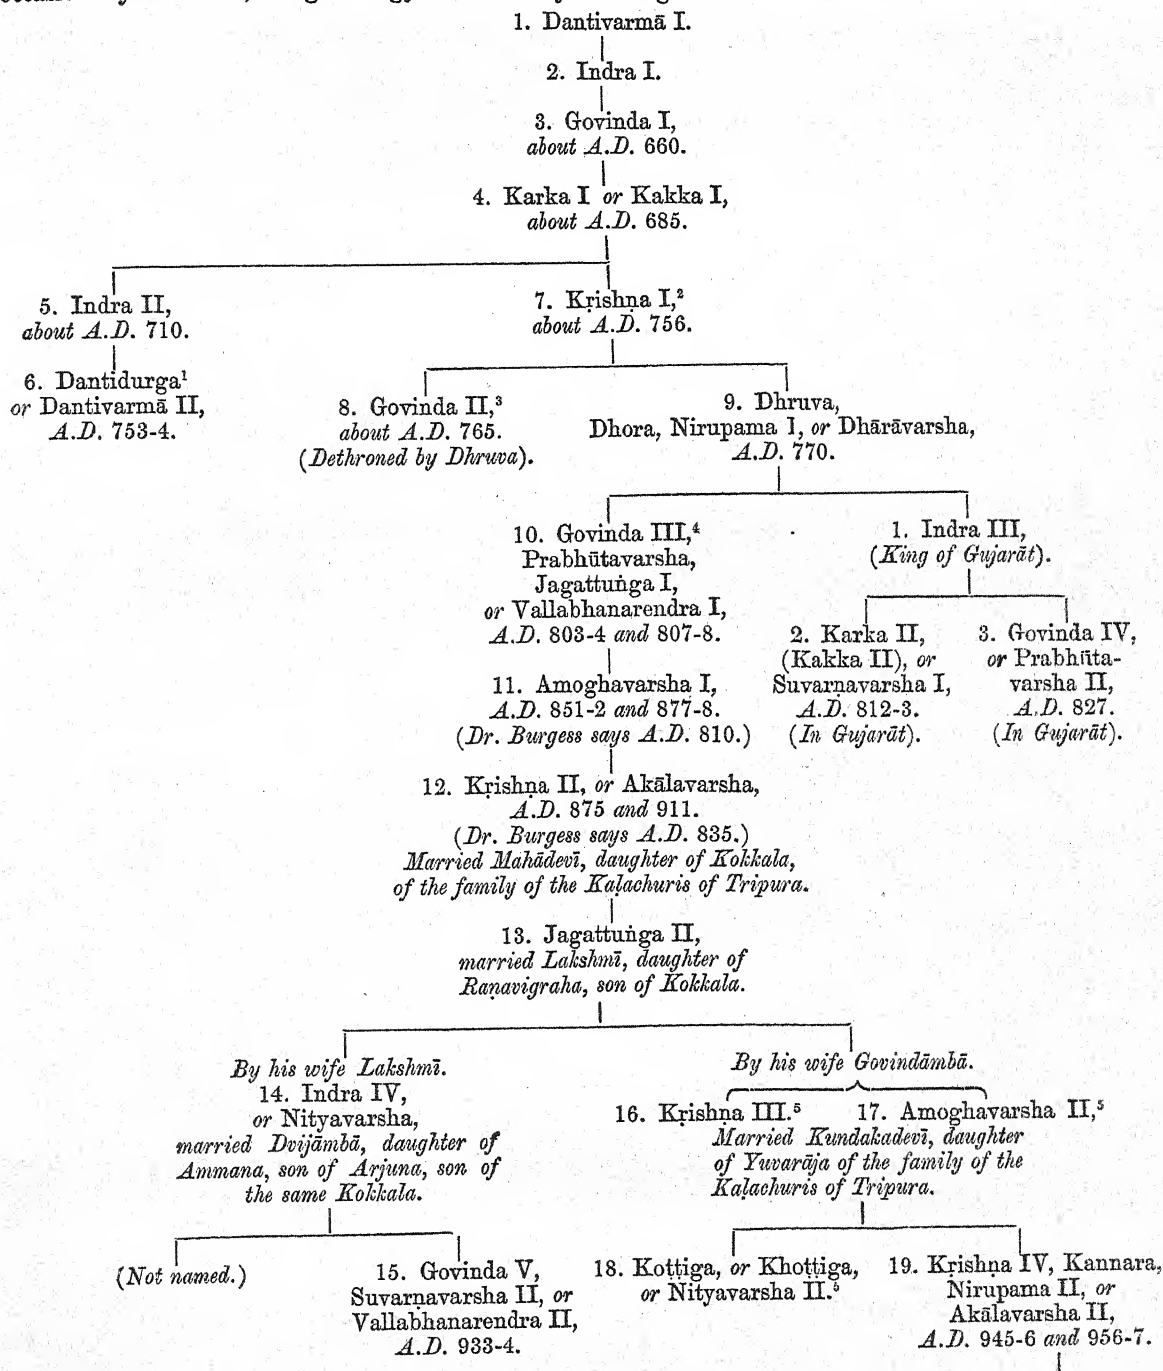 1. Dantivarmā I.
2. Indra I.
3. Govinda I,
about A.D. 660.
4. Karka I or Kakka I,
about A.D. 685.
5. Indra II,
about A.D. 710.
7. Kṛishṇa I,²
about A.D. 756.
6. Dantidurga¹
or Dantivarmā II,
A.D. 753-4.
8. Govinda II,³
about A.D. 765.
(Dethroned by Dhruva).
9. Dhruva,
Dhora, Nirupama I, or Dhārāvarsha,
A.D. 770.
10. Govinda III,⁴
Prabhūtavarsha,
Jagattuṅga I,
or Vallabhanarendra I,
A.D. 803-4 and 807-8.
1. Indra III,
(King of Gujarāt).
2. Karka II,
(Kakka II), or
Suvarṇavarsha I,
A.D. 812-3.
(In Gujarāt).
3. Govinda IV,
or Prabhūta-
varsha II,
A.D. 827.
(In Gujarāt).
11. Amoghavarsha I,
A.D. 851-2 and 877-8.
(Dr. Burgess says A.D. 810.)
12. Kṛishṇa II, or Akālavarsha,
A.D. 875 and 911.
(Dr. Burgess says A.D. 835.)
Married Mahādevī, daughter of Kokkala,
of the family of the Kaḷachuris of Tripura.
13. Jagattuṅga II,
married Lakshmī, daughter of
Raṇavigraha, son of Kokkala.
By his wife Lakshmī.
14. Indra IV,
or Nityavarsha,
married Dvijāmbā, daughter of
Ammana, son of Arjuna, son of
the same Kokkala.
By his wife Govindāmbā.
16. Kṛishṇa III.⁵ 17. Amoghavarsha II,⁵
Married Kundakadevī, daughter
of Yuvarāja of the family of the
Kaḷachuris of Tripura.
(Not named.)
15. Govinda V,
Suvarṇavarsha II, or
Vallabhanarendra II,
A.D. 933-4.
18. Koṭṭiga, or Khoṭṭiga,
or Nityavarsha II.⁵
19. Kṛishṇa IV, Kannara,
Nirupama II, or
Akālavarsha II,
A.D. 945-6 and 956-7.